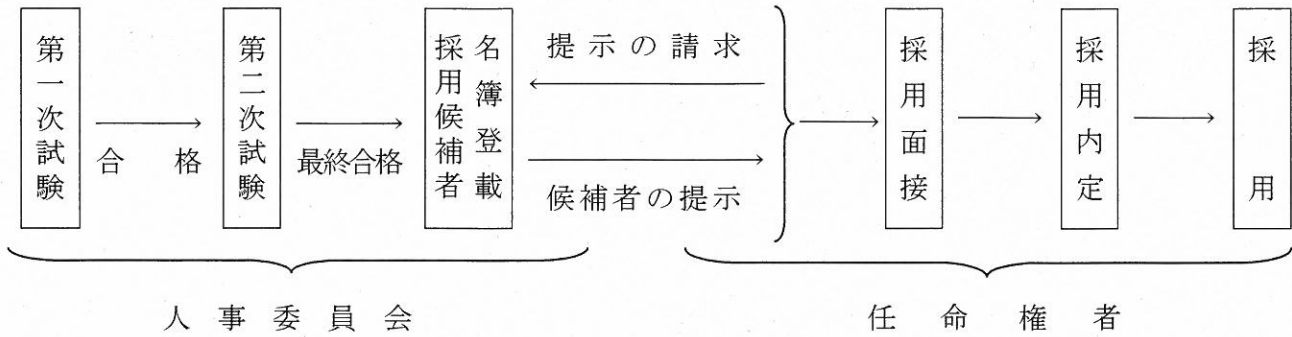 第一次試験
合格
第二次試験
最終合格
採用候補者
名簿登載
提示の請求
候補者の提示
採用面接
採用内定
採用
人事委員会
任命権者